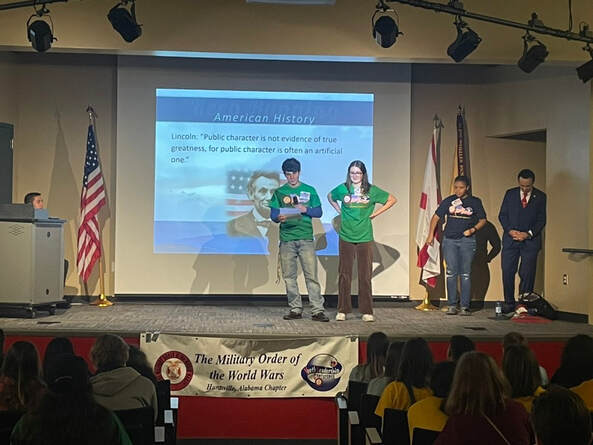 American History
Lincoln: "Public character is not evidence of true
greatness, for public character is often an artificial
one."
The Military Order of
the World Wars
Huntsville, Alabama Chapter